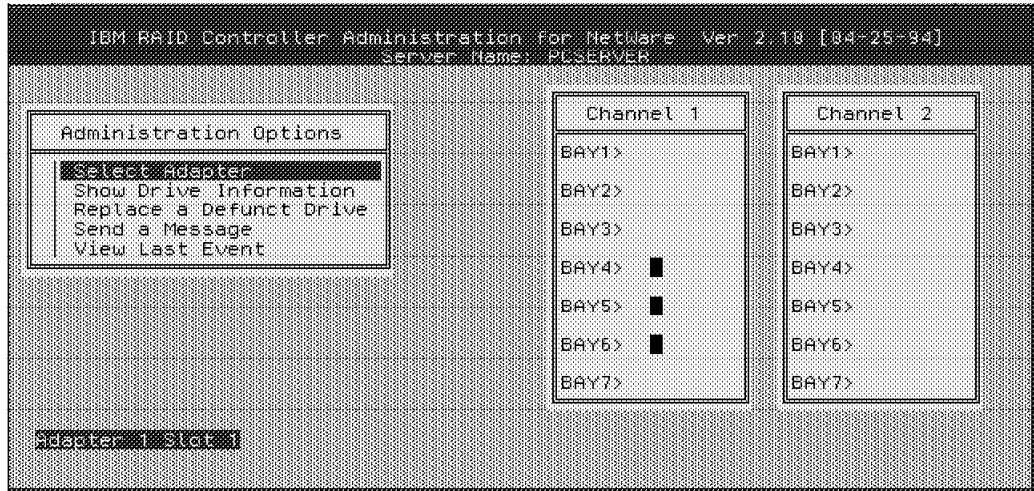 IBM RAID Controller Administration for NetWare Ver 2.10 [04-25-94]
Server Name: PCSERVER
Administration Options
Select Adapter
Show Drive Information
Replace a Defunct Drive
Send a Message
View Last Event
Channel 1
BAY1>
BAY2>
BAY3>
BAY4>
BAY5>
BAY6>
BAY7>
Channel 2
BAY1>
BAY2>
BAY3>
BAY4>
BAY5>
BAY6>
BAY7>
Adapter 1 Slot 1